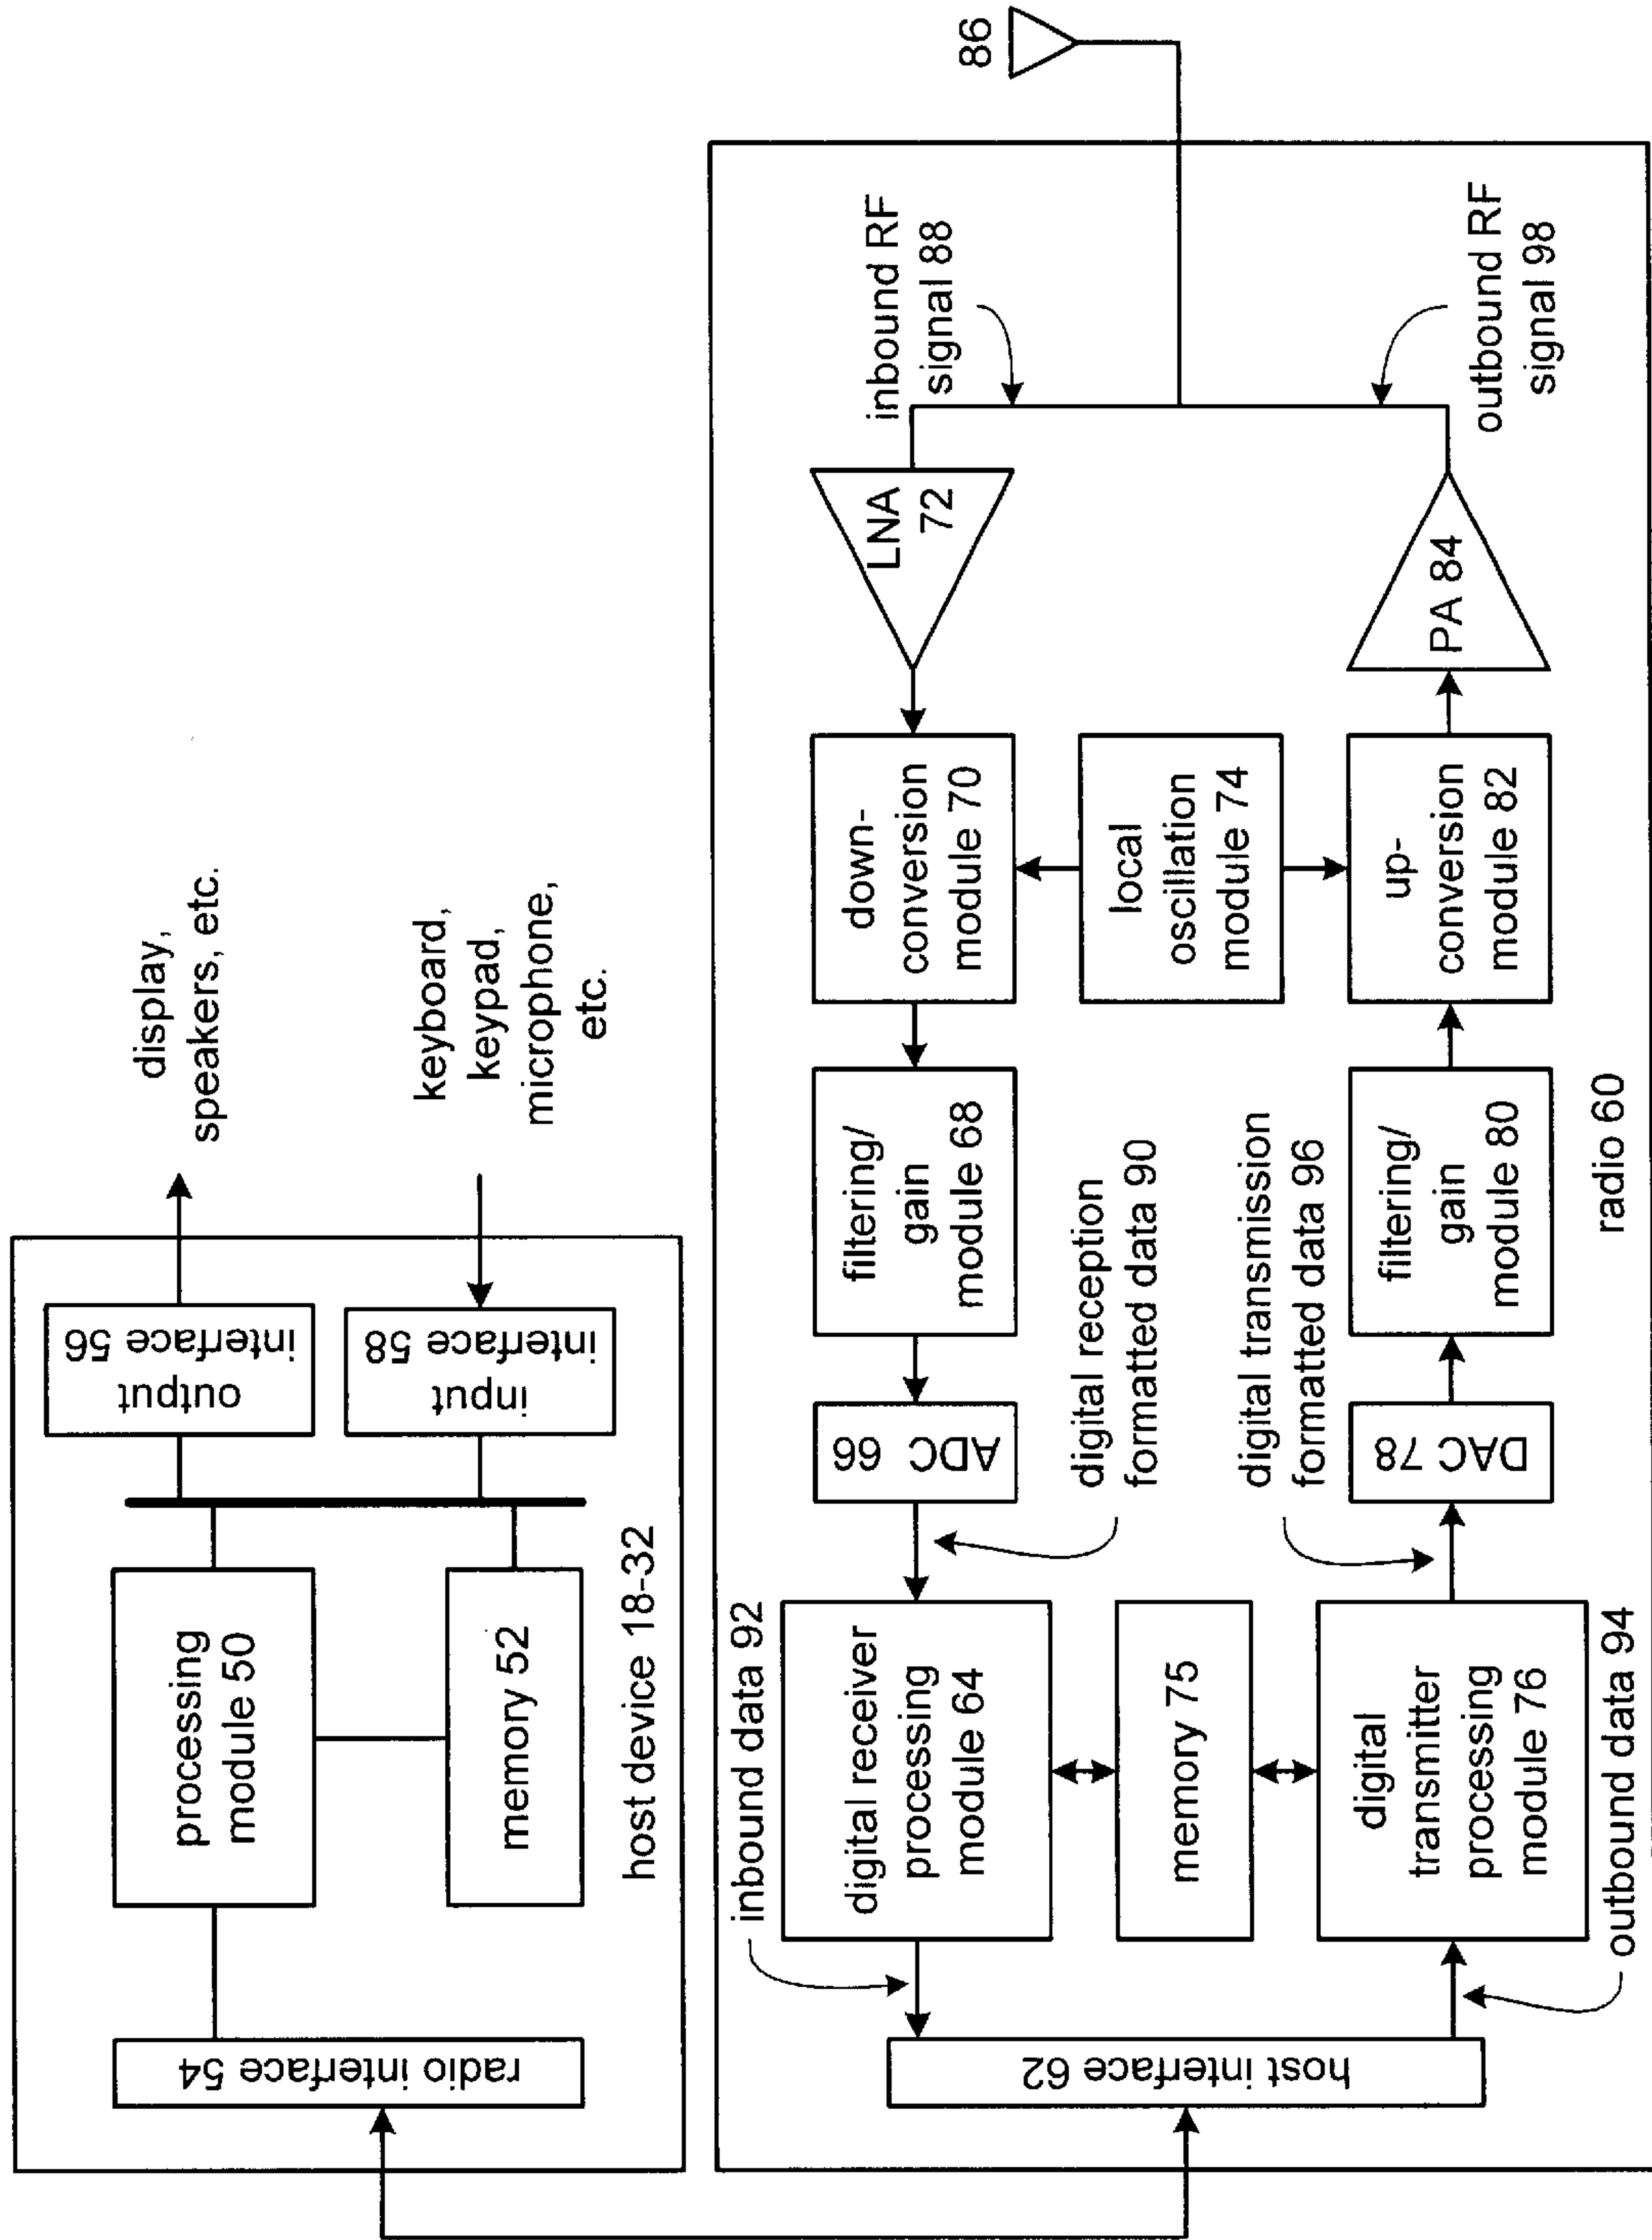 display,
speakers, etc.
keyboard,
keypad,
microphone,
etc.
output
interface 56
input
interface 58
processing
module 50
memory 52
radio interface 54
host device 18-32
86
inbound RF
signal 88
outbound RF
signal 98
LNA
72
PA 84
down-
conversion
module 70
local
oscillation
module 74
up-
conversion
module 82
filtering/
gain
module 68
filtering/
gain
module 80
ADC 66
DAC 78
digital reception
formatted data 90
digital transmission
formatted data 96
inbound data 92
digital receiver
processing
module 64
memory 75
digital
transmitter
processing
module 76
outbound data 94
host interface 62
radio 60